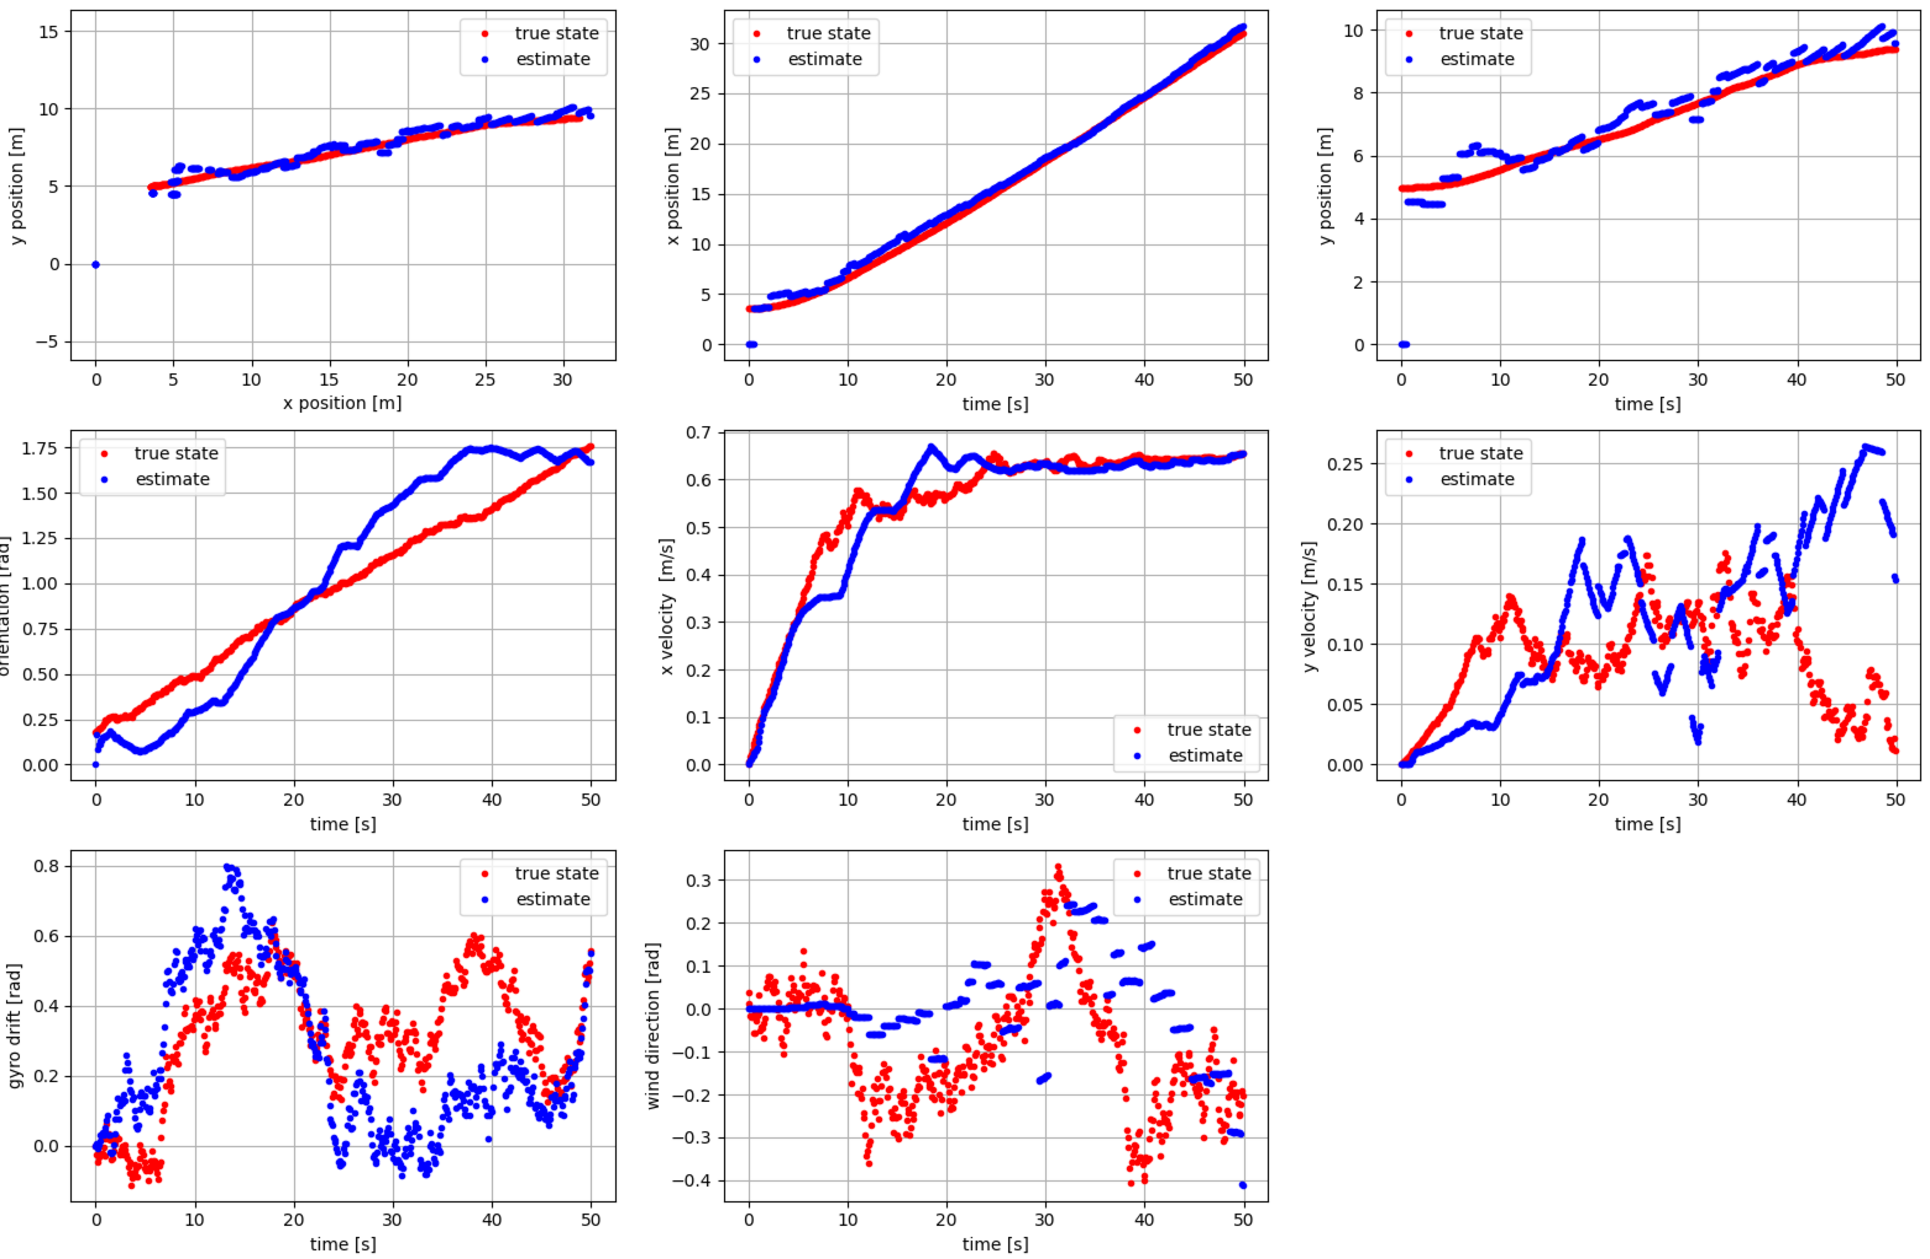 true state
estimate
15
10
5
0
−5
y position [m]
0 5 10 15 20 25 30
x position [m]
true state
estimate
30
25
20
15
10
5
0
x position [m]
0 10 20 30 40 50
time [s]
true state
estimate
10
8
6
4
2
0
y position [m]
0 10 20 30 40 50
time [s]
true state
estimate
1.75
1.50
1.25
1.00
0.75
0.50
0.25
0.00
orientation [rad]
0 10 20 30 40 50
time [s]
0.7
0.6
0.5
0.4
0.3
0.2
0.1
0.0
x velocity [m/s]
true state
estimate
0 10 20 30 40 50
time [s]
true state
estimate
0.25
0.20
0.15
0.10
0.05
0.00
y velocity [m/s]
0 10 20 30 40 50
time [s]
true state
estimate
0.8
0.6
0.4
0.2
0.0
gyro drift [rad]
0 10 20 30 40 50
time [s]
true state
estimate
0.3
0.2
0.1
0.0
−0.1
−0.2
−0.3
−0.4
wind direction [rad]
0 10 20 30 40 50
time [s]